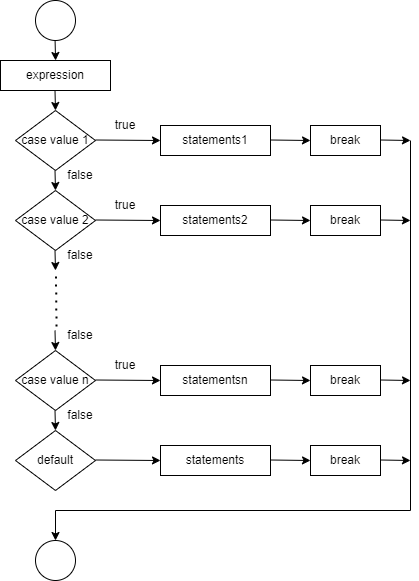 expression
true
case value 1
statements1
break
false
true
case value 2
statements2
break
false
false
true
case value n
statementsn
break
false
default
statements
break